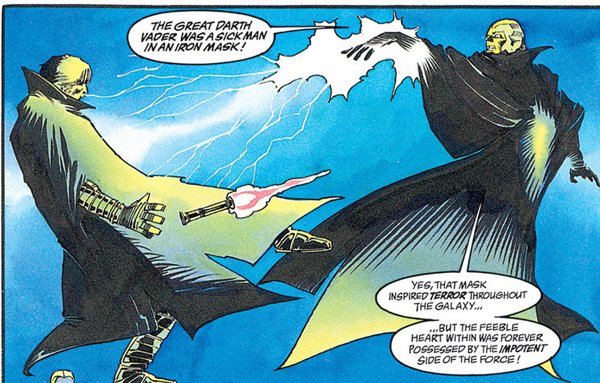 THE GREAT DARTH
VADER WAS A SICK MAN
IN AN IRON MASK!
YES, THAT MASK
INSPIRED TERROR THROUGHOUT
THE GALAXY...
...BUT THE FEEBLE
HEART WITHIN WAS FOREVER
POSSESSED BY THE IMPOTENT
SIDE OF THE FORCE!